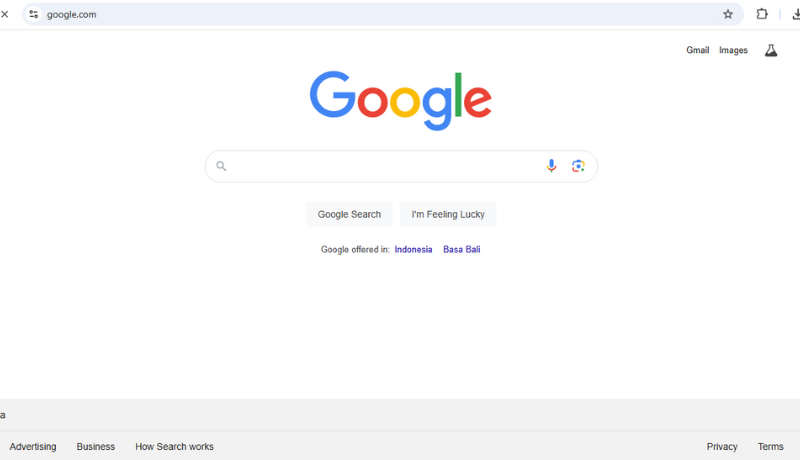 google.com
Gmail Images
Google
Google Search I'm Feeling Lucky
Google offered in: Indonesia Basa Bali
a
Advertising Business How Search works Privacy Terms